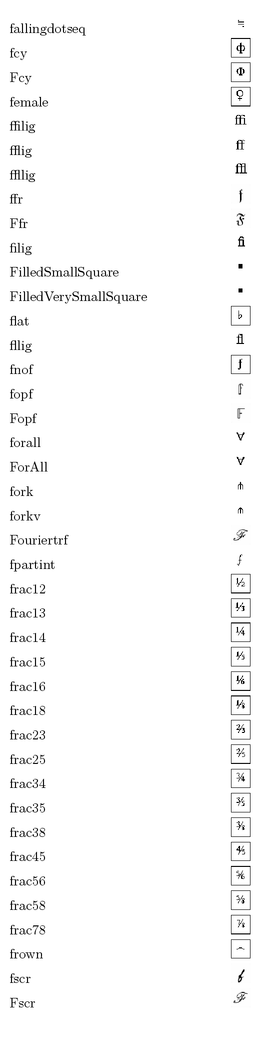 fallingdotseq ≒
fcy ф
Fcy Ф
female ♀
ffilig ffi
fflig ff
ffllig ffl
ffr 𝔣
Ffr 𝔉
filig fi
FilledSmallSquare ▪
FilledVerySmallSquare ▪
flat ♭
fllig fl
fnof ƒ
fopf 𝕗
Fopf 𝔽
forall ∀
ForAll ∀
fork ⋔
forkv ⫙
Fouriertrf ℱ
fpartint ⨍
frac12 ½
frac13 ⅓
frac14 ¼
frac15 ⅕
frac16 ⅙
frac18 ⅛
frac23 ⅔
frac25 ⅖
frac34 ¾
frac35 ⅗
frac38 ⅜
frac45 ⅘
frac56 ⅚
frac58 ⅝
frac78 ⅞
frown ⌢
fscr 𝒻
Fscr ℱ